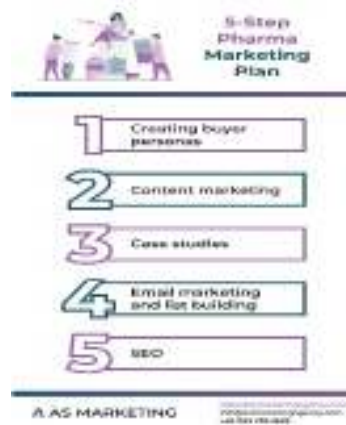 5-Step
Pharma
Marketing
Plan
1
Creating buyer
personas
2
Content marketing
3
Case studies
4
Email marketing
and list building
5
SEO
A AS MARKETING